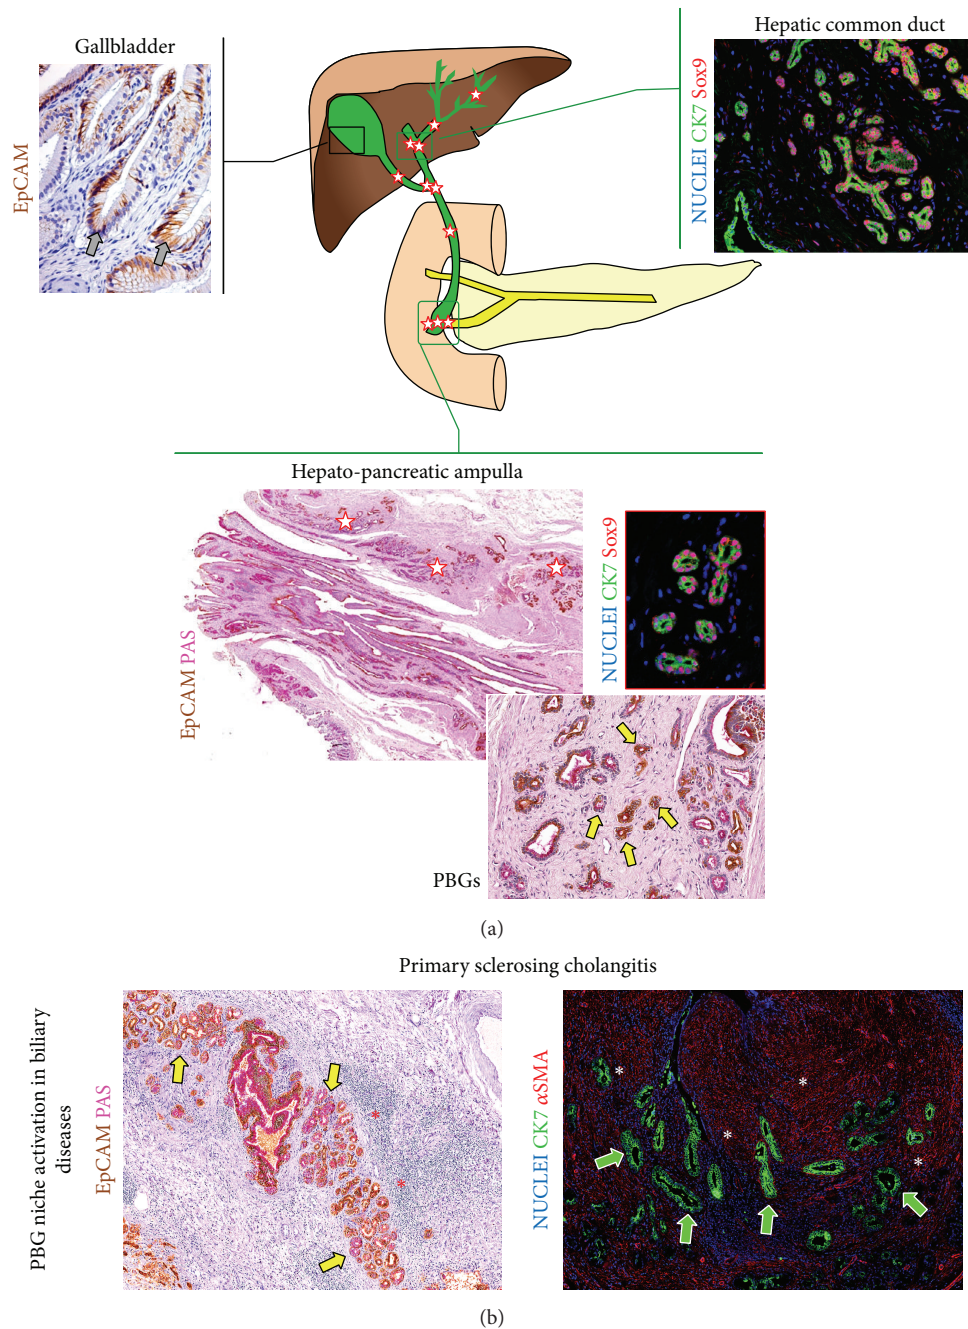 Gallbladder
Hepatic common duct
EpCAM
NUCLEI CK7 Sox9
Hepato-pancreatic ampulla
EpCAM PAS
NUCLEI CK7 Sox9
PBGs
(a)
Primary sclerosing cholangitis
PBG niche activation in biliary
diseases
EpCAM PAS
*
*
NUCLEI CK7 αSMA
*
*
*
*
(b)